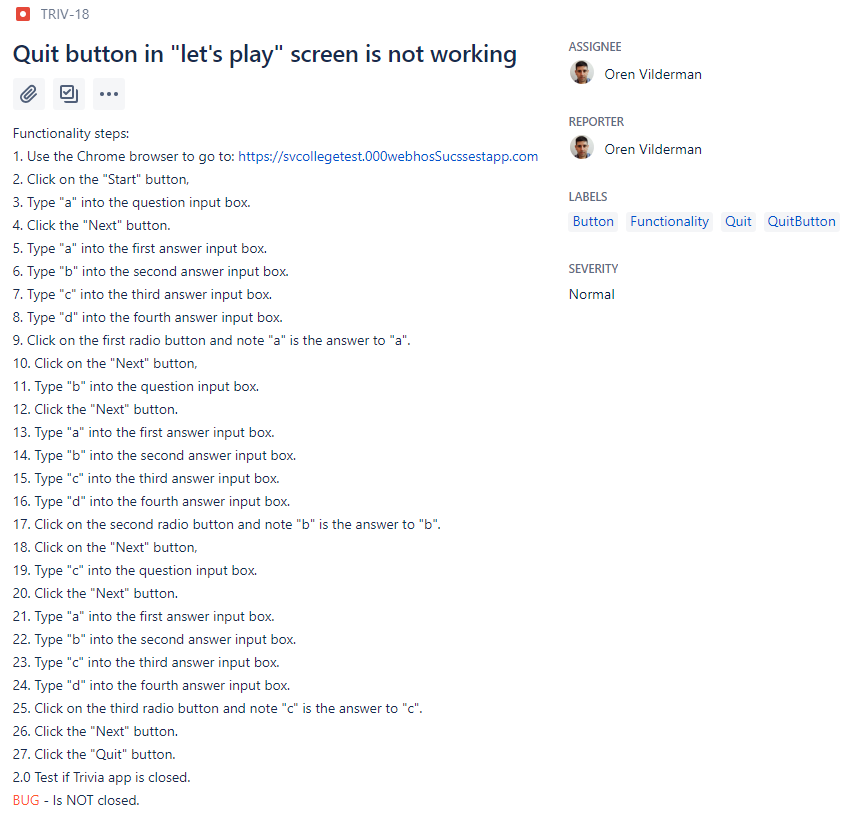 TRIV-18
Quit button in "let's play" screen is not working
Functionality steps:
1. Use the Chrome browser to go to: https://svcollegetest.000webhosSucssestapp.com
2. Click on the "Start" button,
3. Type "a" into the question input box.
4. Click the "Next" button.
5. Type "a" into the first answer input box.
6. Type "b" into the second answer input box.
7. Type "c" into the third answer input box.
8. Type "d" into the fourth answer input box.
9. Click on the first radio button and note "a" is the answer to "a".
10. Click on the "Next" button,
11. Type "b" into the question input box.
12. Click the "Next" button.
13. Type "a" into the first answer input box.
14. Type "b" into the second answer input box.
15. Type "c" into the third answer input box.
16. Type "d" into the fourth answer input box.
17. Click on the second radio button and note "b" is the answer to "b".
18. Click on the "Next" button,
19. Type "c" into the question input box.
20. Click the "Next" button.
21. Type "a" into the first answer input box.
22. Type "b" into the second answer input box.
23. Type "c" into the third answer input box.
24. Type "d" into the fourth answer input box.
25. Click on the third radio button and note "c" is the answer to "c".
26. Click the "Next" button.
27. Click the "Quit" button.
2.0 Test if Trivia app is closed.
BUG - Is NOT closed.
ASSIGNEE
Oren Vilderman
REPORTER
Oren Vilderman
LABELS
Button Functionality Quit QuitButton
SEVERITY
Normal